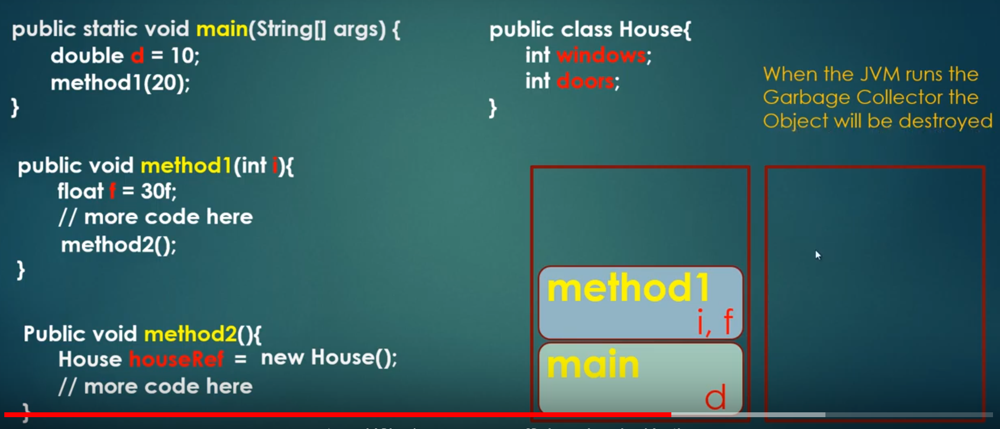 public static void main(String[] args) {
double d = 10;
method1(20);
}
public void method1(int i){
float f = 30f;
// more code here
method2();
}
Public void method2(){
House houseRef = new House();
// more code here
}
public class House{
int windows;
int doors;
}
When the JVM runs the
Garbage Collector the
Object will be destroyed
method1
i, f
main
d